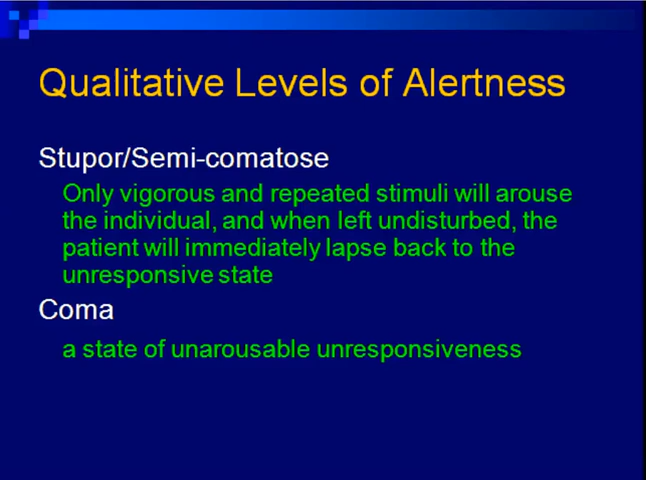 Qualitative Levels of Alertness
Stupor/Semi-comatose
Only vigorous and repeated stimuli will arouse
the individual, and when left undisturbed, the
patient will immediately lapse back to the
unresponsive state
Coma
a state of unarousable unresponsiveness